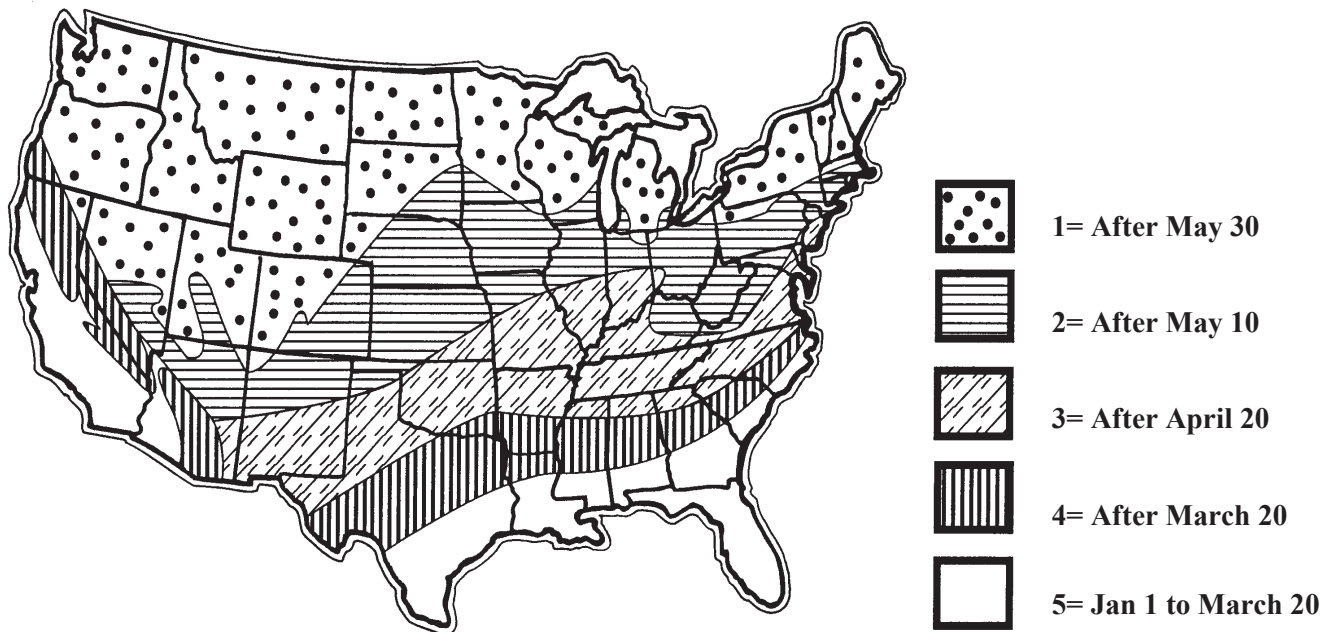 1= After May 30
2= After May 10
3= After April 20
4= After March 20
5= Jan 1 to March 20